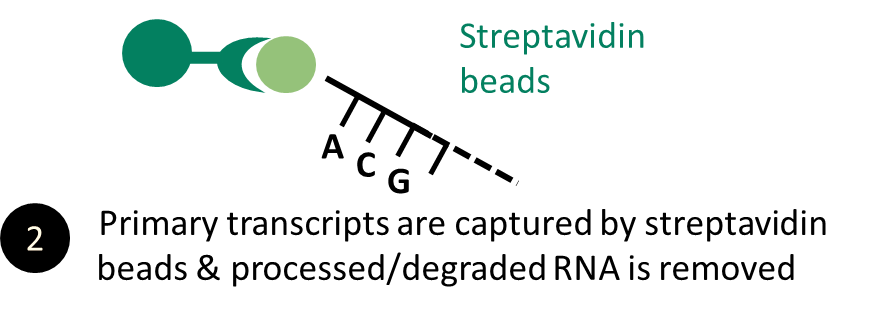 Streptavidin
beads
A
C
G
2
Primary transcripts are captured by streptavidin
beads & processed/degraded RNA is removed